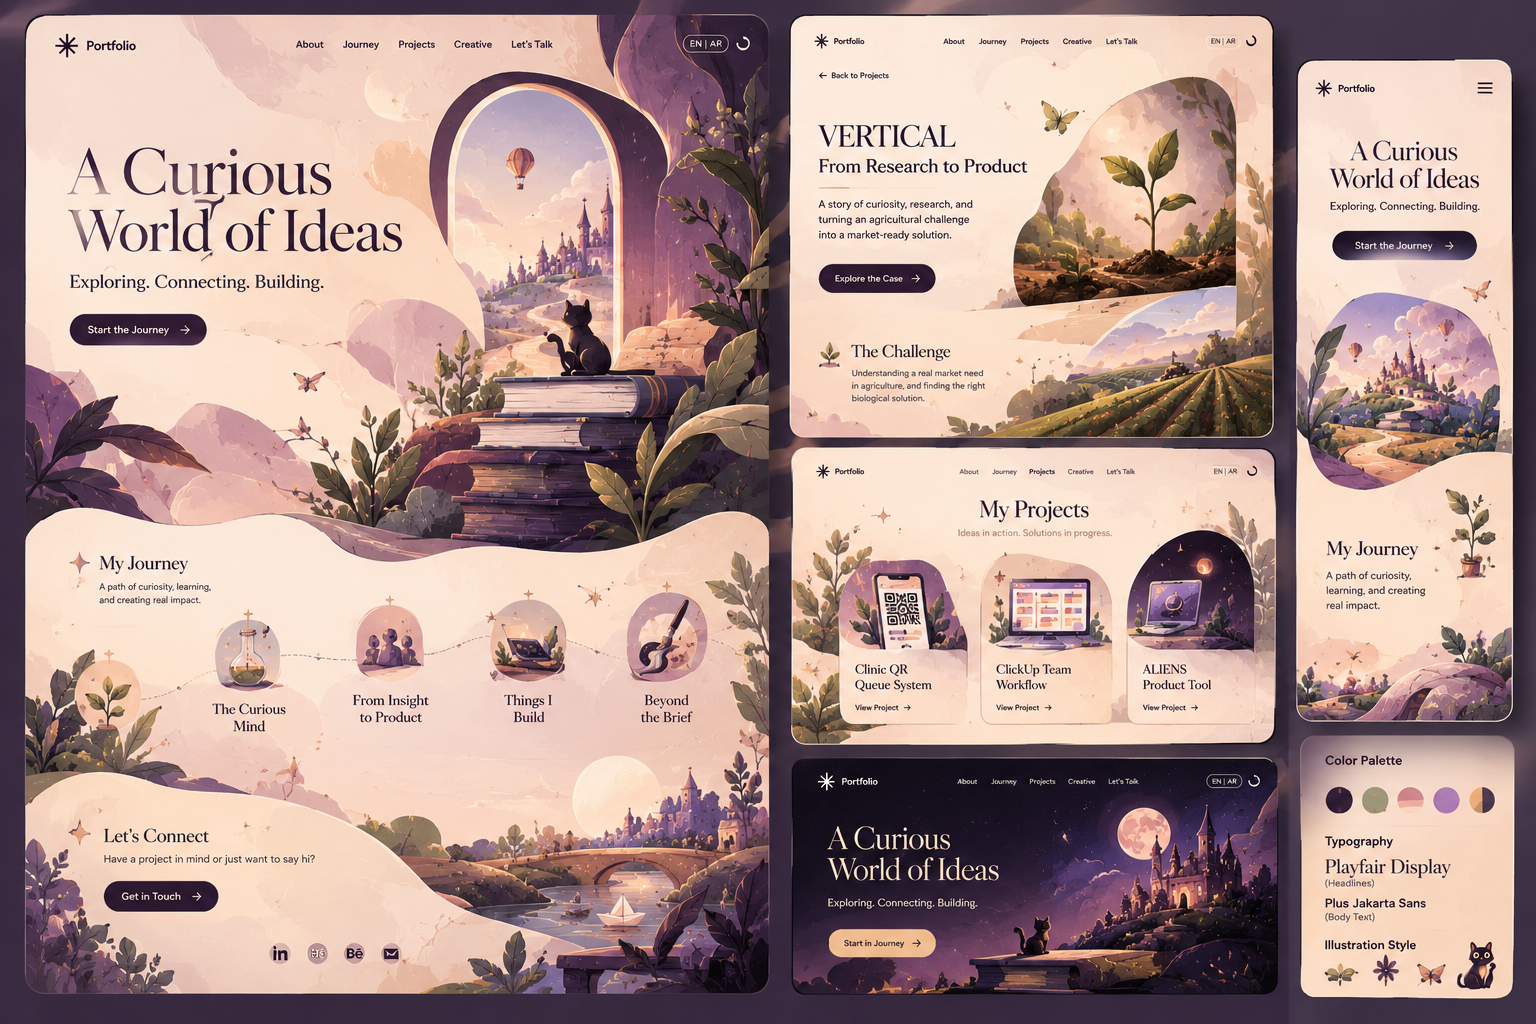 Portfolio
About Journey Projects Creative Let's Talk
EN | AR
A Curious
World of Ideas
Exploring. Connecting. Building.
Start the Journey →
My Journey
A path of curiosity, learning,
and creating real impact.
The Curious
Mind
From Insight
to Product
Things I
Build
Beyond
the Brief
Let's Connect
Have a project in mind or just want to say hi?
Get in Touch →
in
Bē
Portfolio
About Journey Projects Creative Let's Talk
EN | AR
← Back to Projects
VERTICAL
From Research to Product
A story of curiosity, research, and
turning an agricultural challenge
into a market-ready solution.
Explore the Case →
The Challenge
Understanding a real market need
in agriculture, and finding the right
biological solution.
Portfolio
About Journey Projects Creative Let's Talk
EN | AR
My Projects
Ideas in action. Solutions in progress.
Clinic QR
Queue System
View Project →
ClickUp Team
Workflow
View Project →
ALIENS
Product Tool
View Project →
Portfolio
About Journey Projects Creative Let's Talk
EN | AR
A Curious
World of Ideas
Exploring. Connecting. Building.
Start in Journey →
Portfolio
A Curious
World of Ideas
Exploring. Connecting. Building.
Start the Journey →
My Journey
A path of curiosity,
learning, and creating
real impact.
Color Palette
Typography
Playfair Display
(Headlines)
Plus Jakarta Sans
(Body Text)
Illustration Style